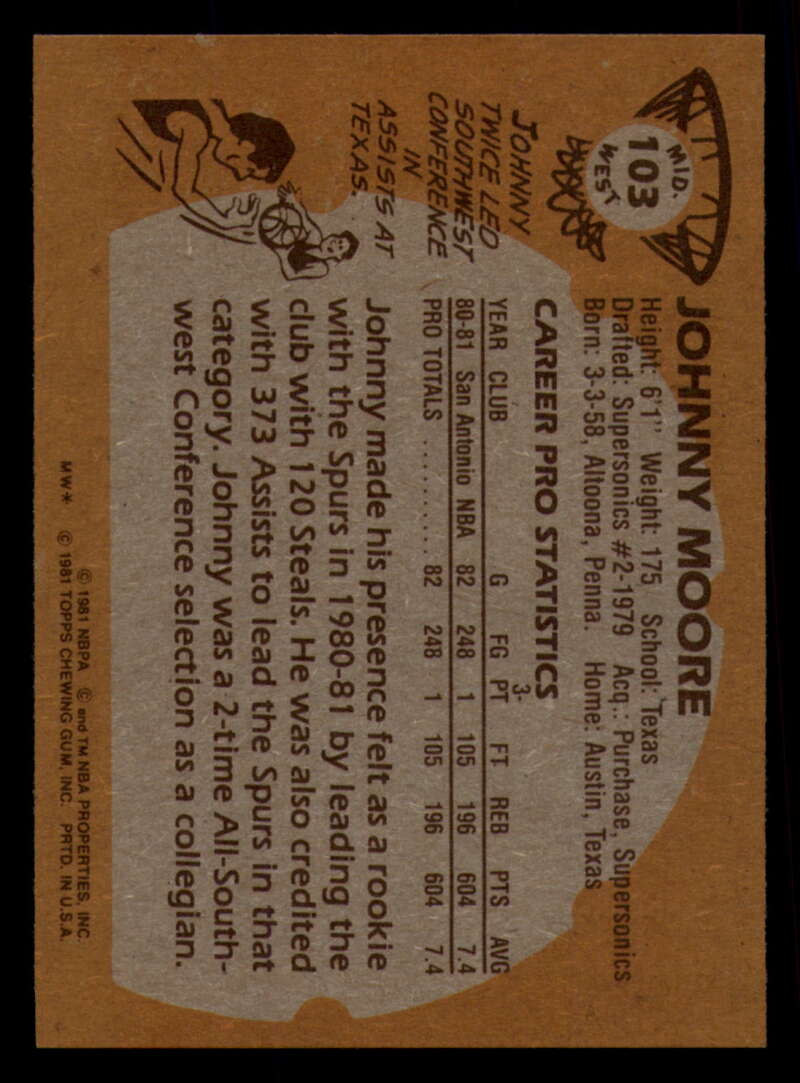 MID.
103
WEST
JOHNNY MOORE
Height: 6'1" Weight: 175 School: Texas
Drafted: Supersonics #2-1979 Acq.: Purchase, Supersonics
Born: 3-3-58, Altoona, Penna. Home: Austin, Texas
JOHNNY
TWICE LED
SOUTHWEST
CONFERENCE
IN
ASSISTS AT
TEXAS.
CAREER PRO STATISTICS
YEAR CLUB G FG 3-PT FT REB PTS AVG
80-81 San Antonio NBA 82 248 1 105 196 604 7.4
PRO TOTALS .......... 82 248 1 105 196 604 7.4
Johnny made his presence felt as a rookie
with the Spurs in 1980-81 by leading the
club with 120 Steals. He was also credited
with 373 Assists to lead the Spurs in that
category. Johnny was a 2-time All-South-
west Conference selection as a collegian.
© 1981 NBPA © and TM NBA PROPERTIES, INC.
MW* © 1981 TOPPS CHEWING GUM, INC. PRTD. IN U.S.A.